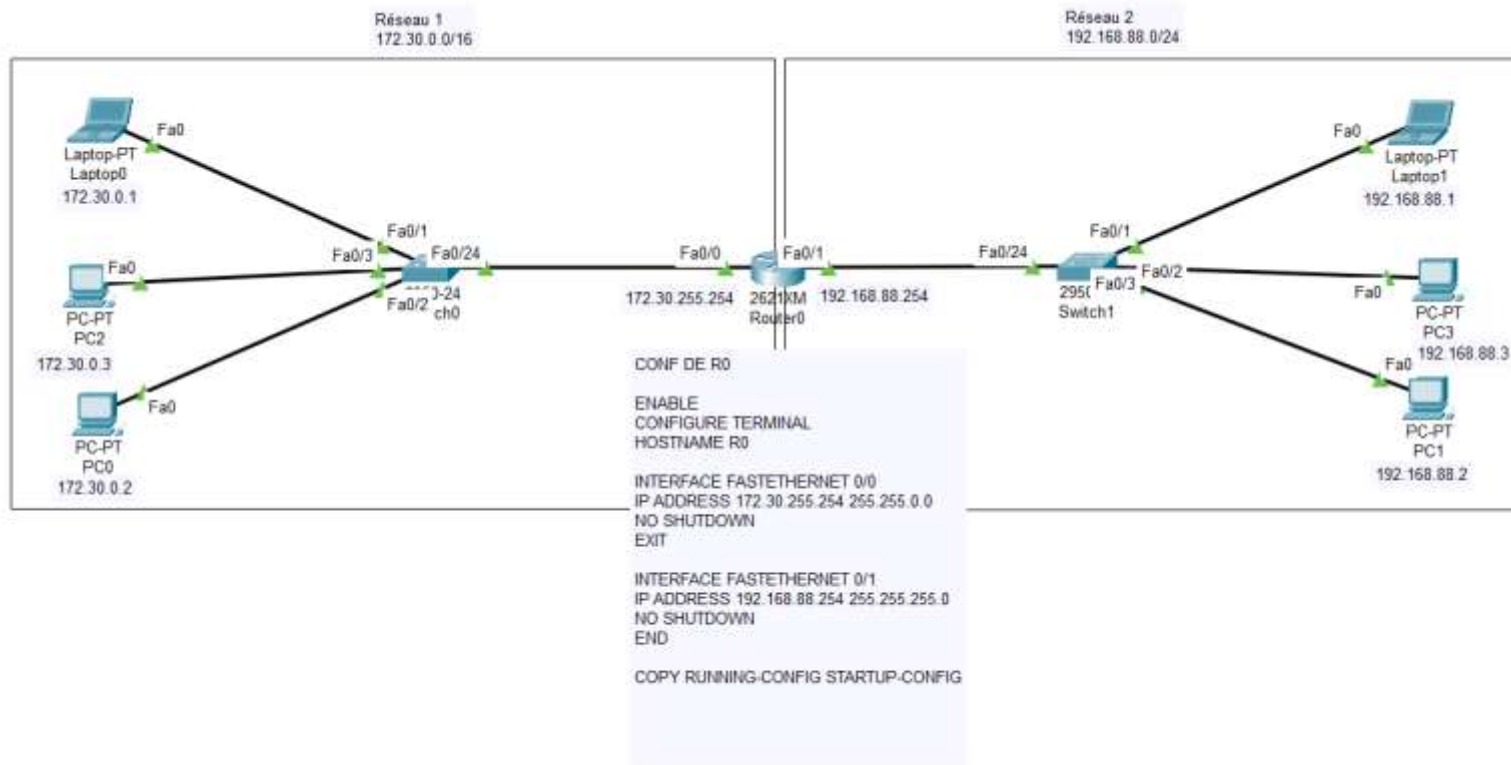 Réseau 1
172.30.0.0/16
Réseau 2
192.168.88.0/24
Fa0
Laptop-PT
Laptop0
172.30.0.1
Fa0/1
Fa0/3
Fa0/24
Fa0
PC-PT
PC2
172.30.0.3
Fa0/2
ch0
Fa0
PC-PT
PC0
172.30.0.2
Fa0/0
Fa0/1
172.30.255.254
2621XM
Router0
192.168.88.254
Fa0/24
Fa0/1
Fa0/2
Fa0/3
Switch1
Fa0
Laptop-PT
Laptop1
192.168.88.1
Fa0
PC-PT
PC3
192.168.88.3
Fa0
PC-PT
PC1
192.168.88.2
CONF DE R0
ENABLE
CONFIGURE TERMINAL
HOSTNAME R0
INTERFACE FASTETHERNET 0/0
IP ADDRESS 172.30.255.254 255.255.0.0
NO SHUTDOWN
EXIT
INTERFACE FASTETHERNET 0/1
IP ADDRESS 192.168.88.254 255.255.255.0
NO SHUTDOWN
END
COPY RUNNING-CONFIG STARTUP-CONFIG